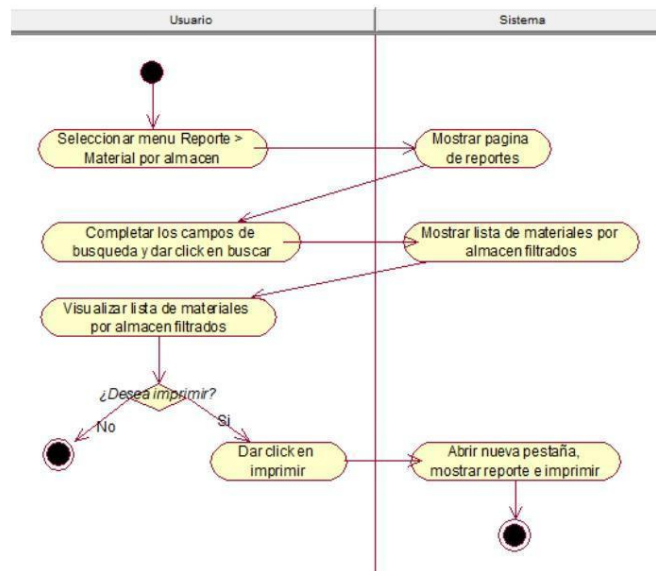 Usuario
Sistema
Seleccionar menu Reporte >
Material por almacen
Mostrar pagina
de reportes
Completar los campos de
busqueda y dar click en buscar
Mostrar lista de materiales por
almacen filtrados
Visualizar lista de materiales
por almacen filtrados
¿Desea imprimir?
No
Si
Dar click en
imprimir
Abrir nueva pestaña,
mostrar reporte e imprimir